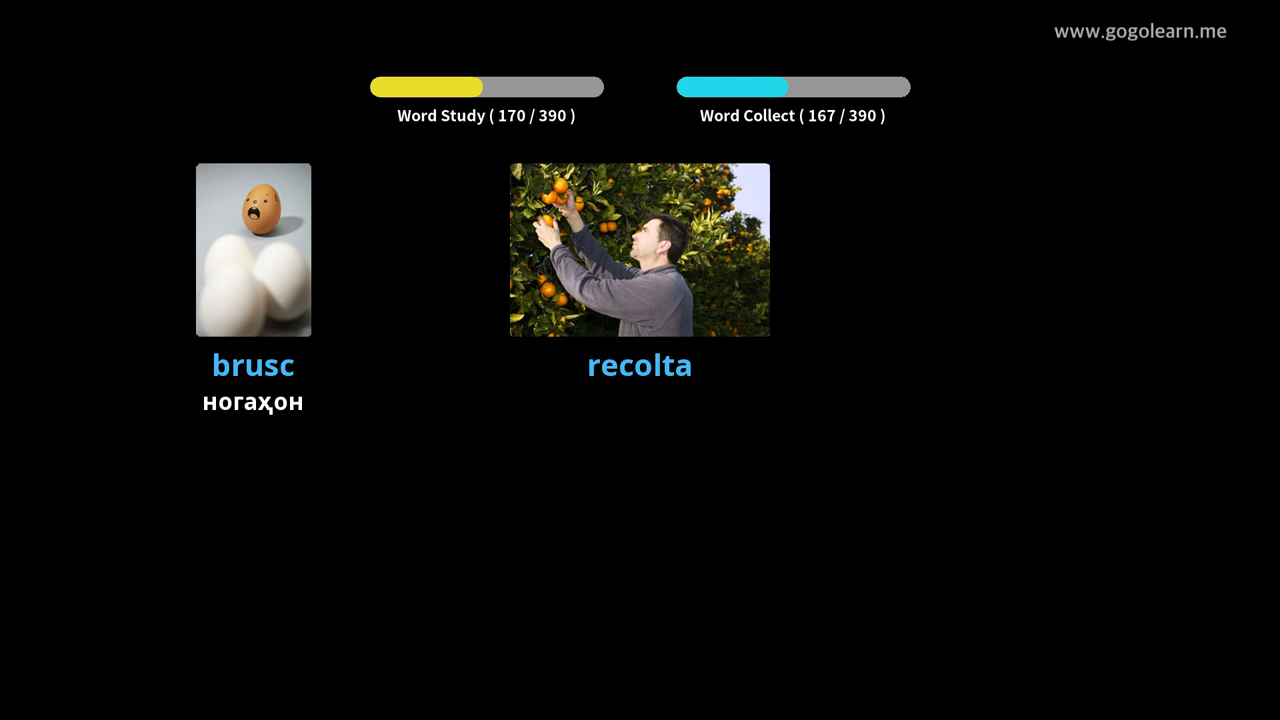 www.gogolearn.me
Word Study ( 170 / 390 )
Word Collect ( 167 / 390 )
brusc
ногаҳон
recolta